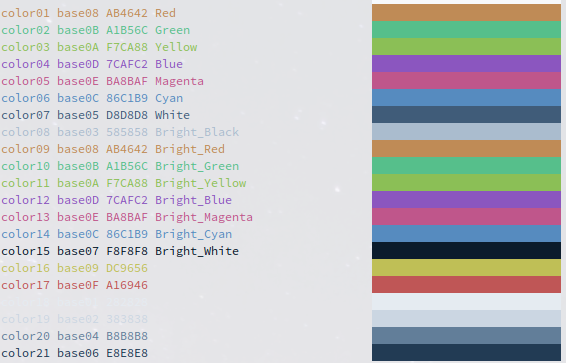 color01 base08 AB4642 Red
color02 base0B A1B56C Green
color03 base0A F7CA88 Yellow
color04 base0D 7CAFC2 Blue
color05 base0E BA8BAF Magenta
color06 base0C 86C1B9 Cyan
color07 base05 D8D8D8 White
color08 base03 585858 Bright_Black
color09 base08 AB4642 Bright_Red
color10 base0B A1B56C Bright_Green
color11 base0A F7CA88 Bright_Yellow
color12 base0D 7CAFC2 Bright_Blue
color13 base0E BA8BAF Bright_Magenta
color14 base0C 86C1B9 Bright_Cyan
color15 base07 F8F8F8 Bright_White
color16 base09 DC9656
color17 base0F A16946
color19 base02 383838
color20 base04 B8B8B8
color21 base06 E8E8E8